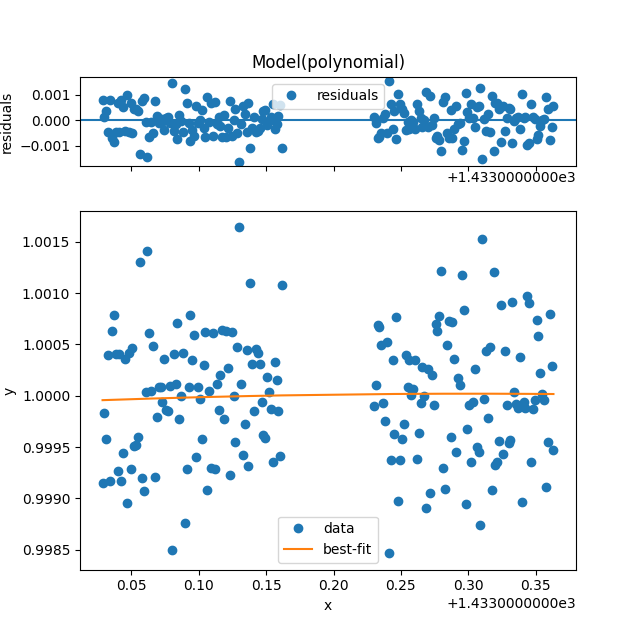 Model(polynomial)
residuals
0.001
0.000
−0.001
residuals
+1.4330000000e3
y
1.0015
1.0010
1.0005
1.0000
0.9995
0.9990
0.9985
data
best-fit
0.05 0.10 0.15 0.20 0.25 0.30 0.35
x
+1.4330000000e3